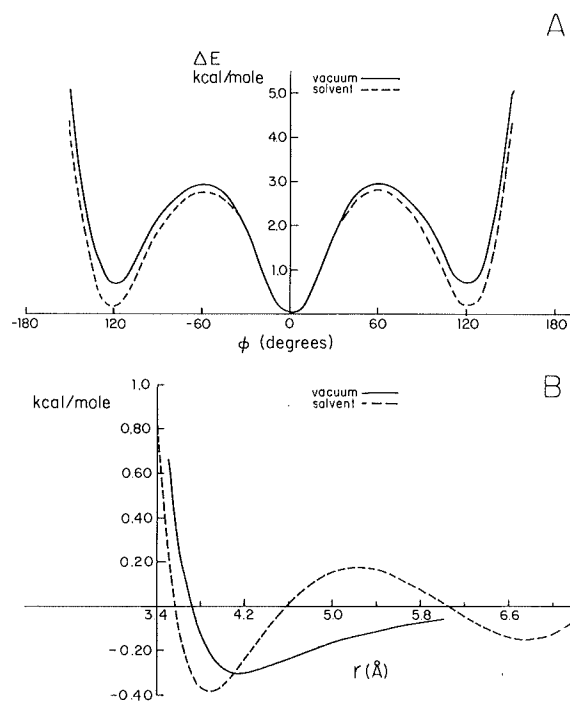 A
ΔE
kcal/mole
vacuum
solvent
5.0
4.0
3.0
2.0
1.0
-180
-120
-60
0
60
120
180
ϕ (degrees)
B
1.0
kcal/mole
vacuum
solvent
0.80
0.60
0.40
0.20
3.4
4.2
5.0
5.8
6.6
-0.20
-0.40
r(Å)